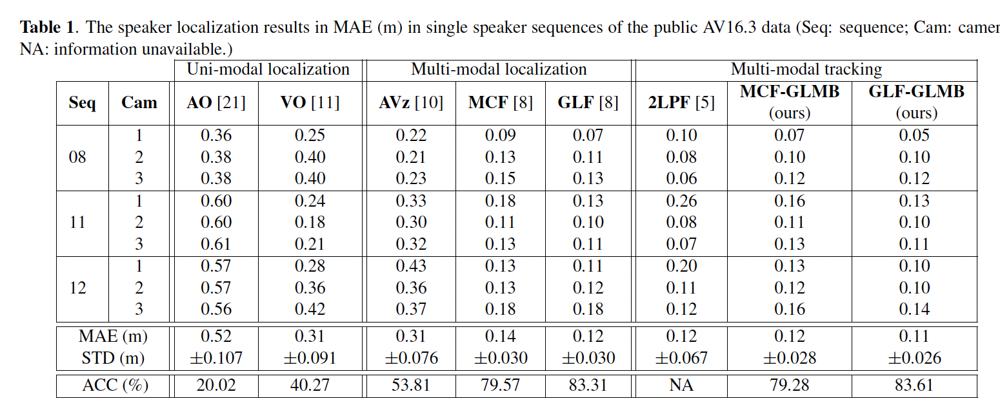 Table 1. The speaker localization results in MAE (m) in single speaker sequences of the public AV16.3 data (Seq: sequence; Cam:
NA: information unavailable.)
Uni-modal localization Multi-modal localization Multi-modal tracking
Seq Cam AO [21] VO [11] AVz [10] MCF [8] GLF [8] 2LPF [5] MCF-GLMB (ours) GLF-GLMB (ours)
08 1 0.36 0.25 0.22 0.09 0.07 0.10 0.07 0.05
2 0.38 0.40 0.21 0.13 0.11 0.08 0.10 0.10
3 0.38 0.40 0.23 0.15 0.13 0.06 0.12 0.12
11 1 0.60 0.24 0.33 0.18 0.13 0.26 0.16 0.13
2 0.60 0.18 0.30 0.11 0.10 0.08 0.11 0.10
3 0.61 0.21 0.32 0.13 0.11 0.07 0.13 0.11
12 1 0.57 0.28 0.43 0.13 0.11 0.20 0.13 0.10
2 0.57 0.36 0.36 0.13 0.12 0.11 0.12 0.10
3 0.56 0.42 0.37 0.18 0.18 0.12 0.16 0.14
MAE (m) 0.52 0.31 0.31 0.14 0.12 0.12 0.12 0.11
STD (m) ±0.107 ±0.091 ±0.076 ±0.030 ±0.030 ±0.067 ±0.028 ±0.026
ACC (%) 20.02 40.27 53.81 79.57 83.31 NA 79.28 83.61